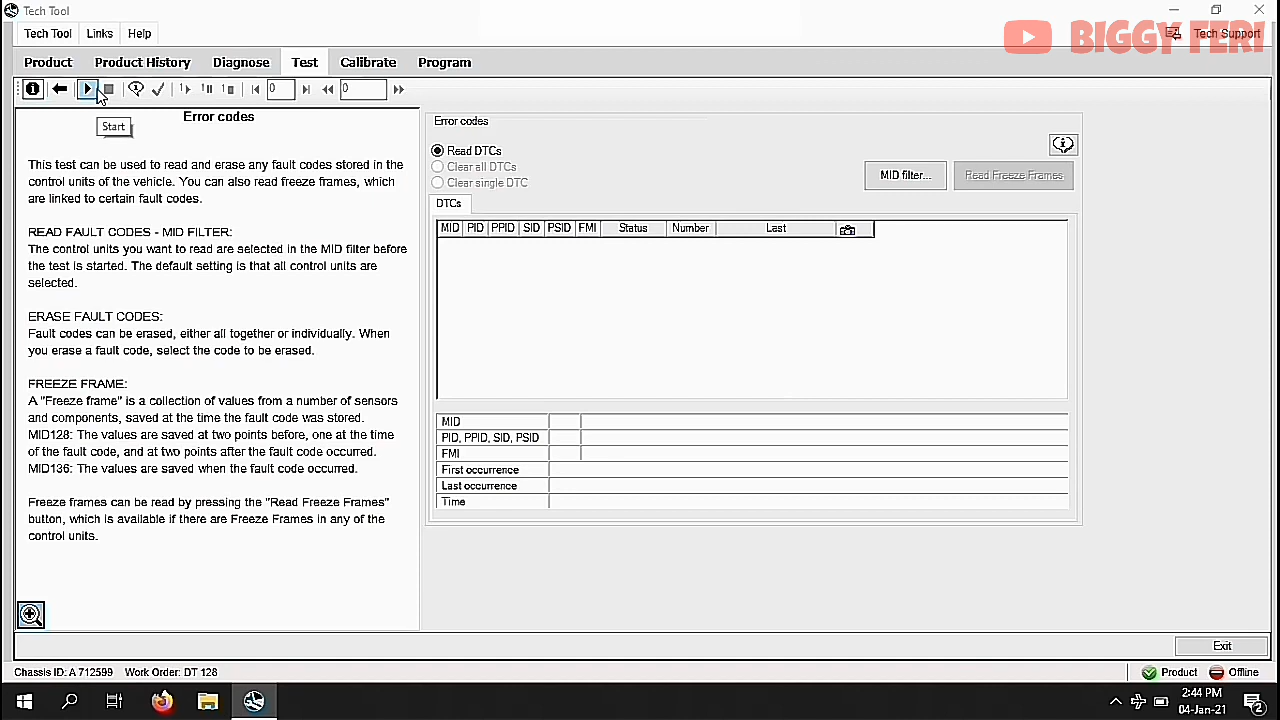 Tech Tool
Tech Tool Links Help
Tech Support
BIGGY FERI
Product Product History Diagnose Test Calibrate Program
0 0
Start
Error codes
This test can be used to read and erase any fault codes stored in the
control units of the vehicle. You can also read freeze frames, which
are linked to certain fault codes.
READ FAULT CODES - MID FILTER:
The control units you want to read are selected in the MID filter before
the test is started. The default setting is that all control units are
selected.
ERASE FAULT CODES:
Fault codes can be erased, either all together or individually. When
you erase a fault code, select the code to be erased.
FREEZE FRAME:
A "Freeze frame" is a collection of values from a number of sensors
and components, saved at the time the fault code was stored.
MID128: The values are saved at two points before, one at the time
of the fault code, and at two points after the fault code occurred.
MID136: The values are saved when the fault code occurred.
Freeze frames can be read by pressing the "Read Freeze Frames"
button, which is available if there are Freeze Frames in any of the
control units.
Error codes
Read DTCs
Clear all DTCs
Clear single DTC
MID filter...
Read Freeze Frames
DTCs
MID PID PPID SID PSID FMI Status Number Last
MID
PID, PPID, SID, PSID
FMI
First occurrence
Last occurrence
Time
Exit
Chassis ID: A 712599 Work Order: DT 128
Product Offline
2:44 PM
04-Jan-21
2